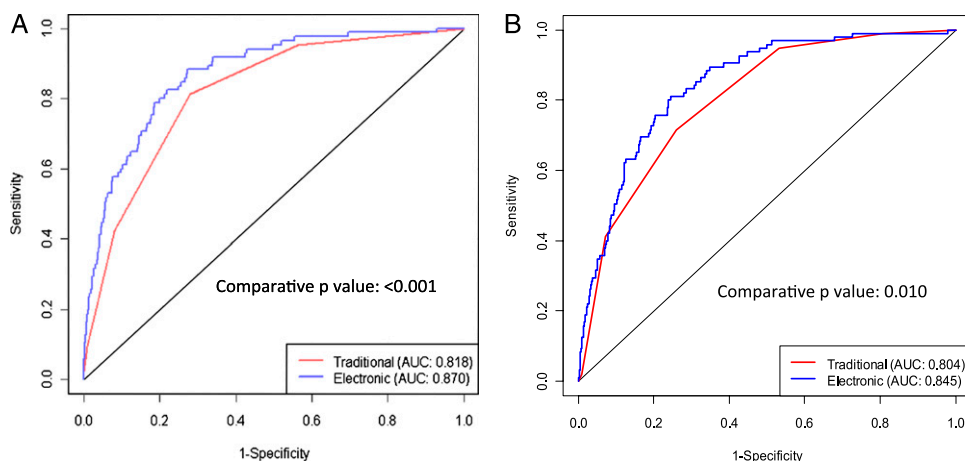 A
Sensitivity
0.0
0.2
0.4
0.6
0.8
1.0
Comparative p value: <0.001
Traditional (AUC: 0.818)
Electronic (AUC: 0.870)
0.0
0.2
0.4
0.6
0.8
1.0
1-Specificity
B
Sensitivity
0.0
0.2
0.4
0.6
0.8
1.0
Comparative p value: 0.010
Traditional (AUC: 0.804)
Electronic (AUC: 0.845)
0.0
0.2
0.4
0.6
0.8
1.0
1-Specificity